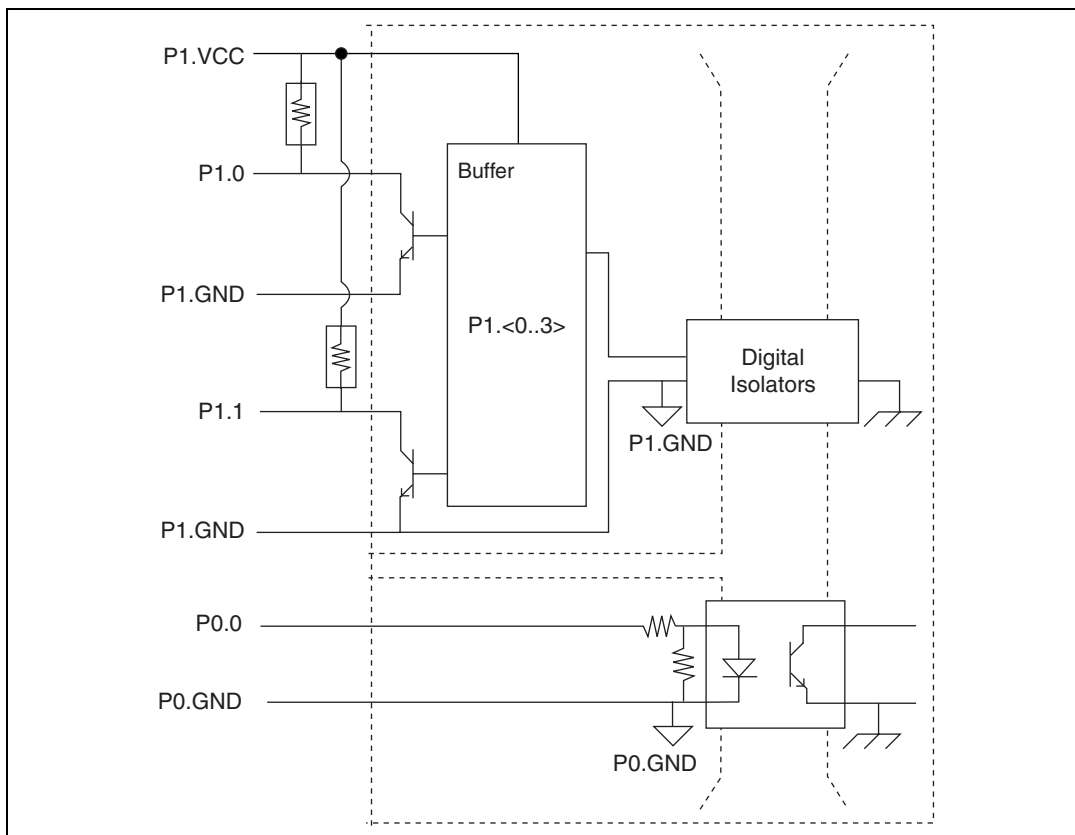 P1.VCC
P1.0
Buffer
P1.GND
P1.<0..3>
Digital
Isolators
P1.1
P1.GND
P1.GND
P0.0
P0.GND
P0.GND